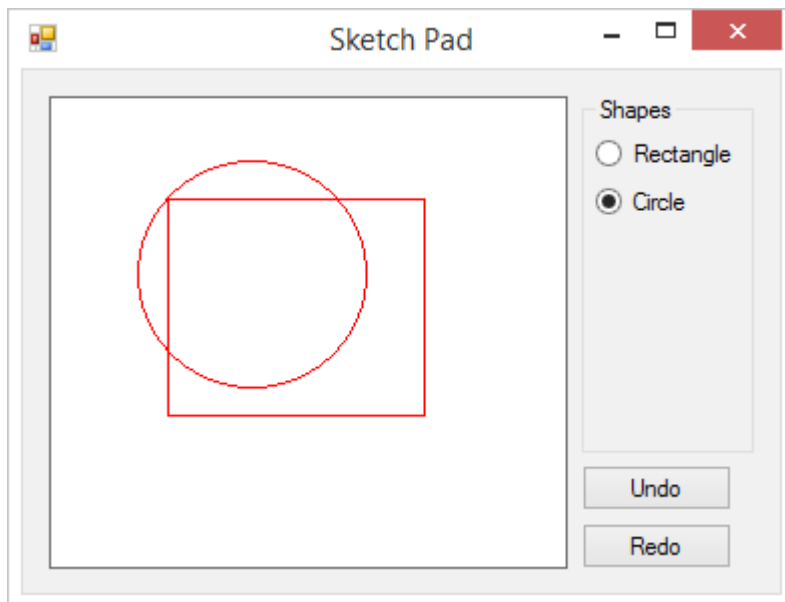 Sketch Pad
Shapes
Rectangle
Circle
Undo
Redo